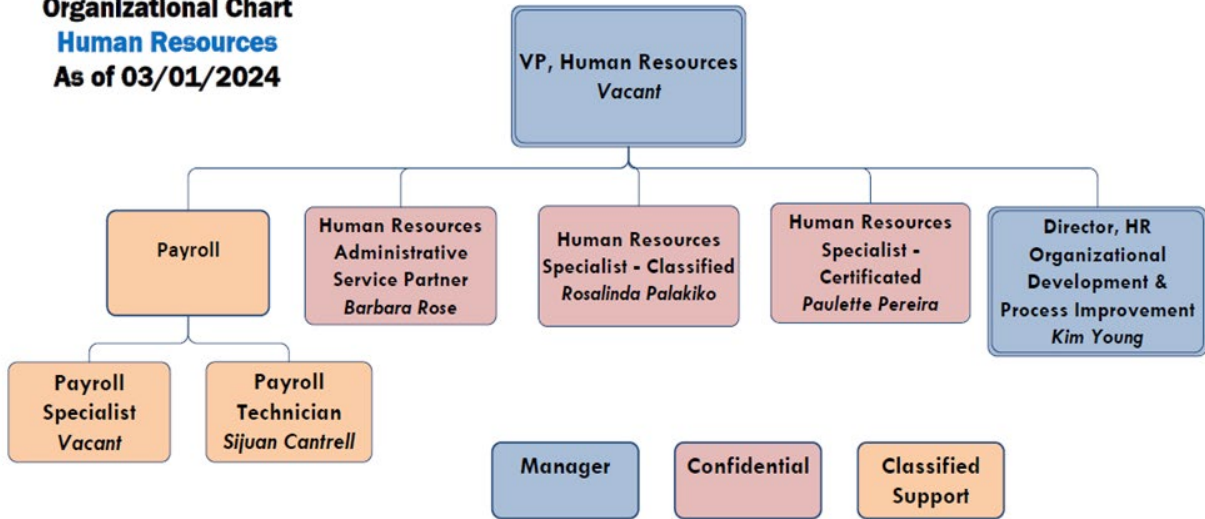 Organizational Chart
Human Resources
As of 03/01/2024
VP, Human Resources
Vacant
Payroll
Human Resources
Administrative
Service Partner
Barbara Rose
Human Resources
Specialist - Classified
Rosalinda Palakiko
Human Resources
Specialist -
Certificated
Paulette Pereira
Director, HR
Organizational
Development &
Process Improvement
Kim Young
Payroll
Specialist
Vacant
Payroll
Technician
Sijuan Cantrell
Manager
Confidential
Classified
Support